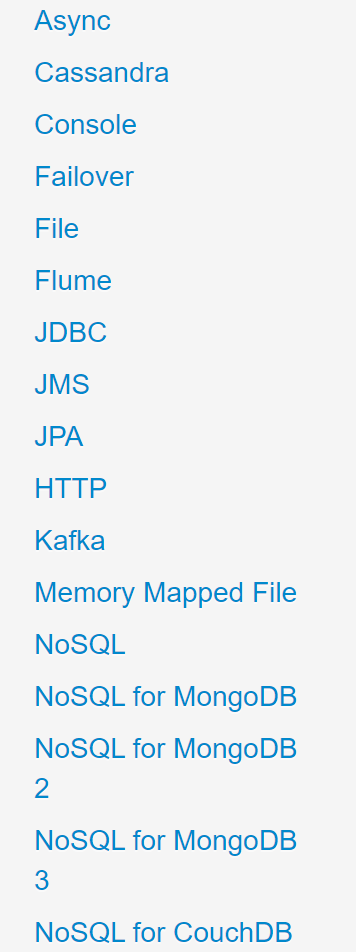 Async
Cassandra
Console
Failover
File
Flume
JDBC
JMS
JPA
HTTP
Kafka
Memory Mapped File
NoSQL
NoSQL for MongoDB
NoSQL for MongoDB
2
NoSQL for MongoDB
3
NoSQL for CouchDB